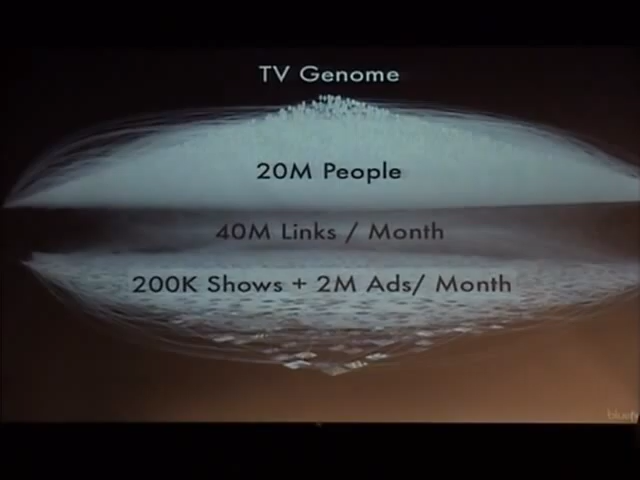 TV Genome
20M People
40M Links / Month
200K Shows + 2M Ads/ Month